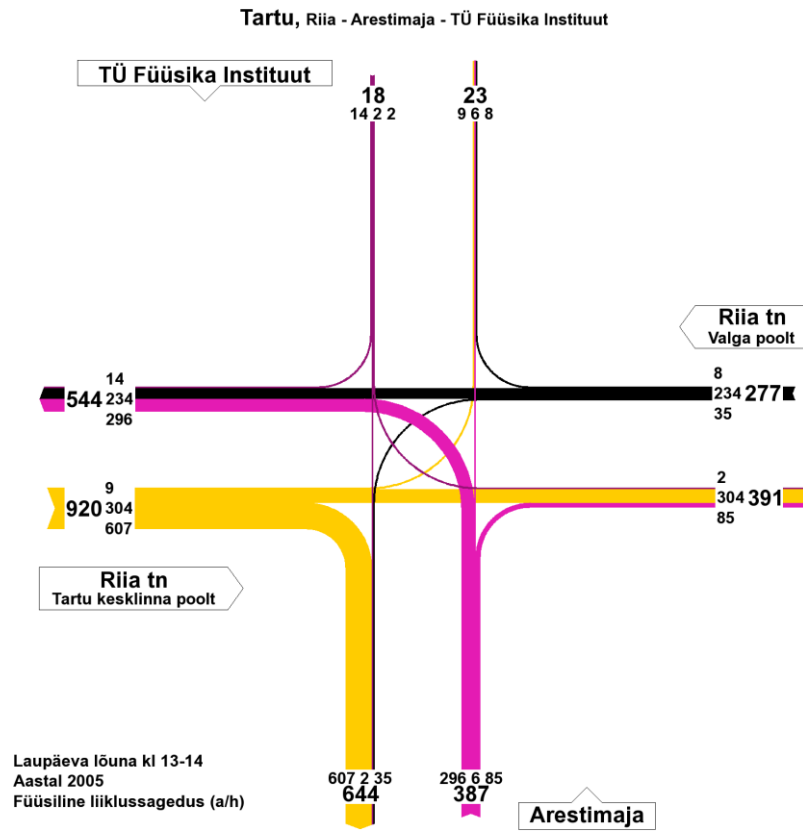 Tartu, Riia - Arestimaja - TÜ Füüsika Instituut
TÜ Füüsika Instituut
18
14 2 2
23
9 6 8
Riia tn
Valga poolt
14
544 234
296
8
234 277
35
9
920 304
607
2
304 391
85
Riia tn
Tartu kesklinna poolt
Laupäeva lõuna kl 13-14
Aastal 2005
Füüsiline liiklussagedus (a/h)
607 2 35
644
296 6 85
387
Arestimaja